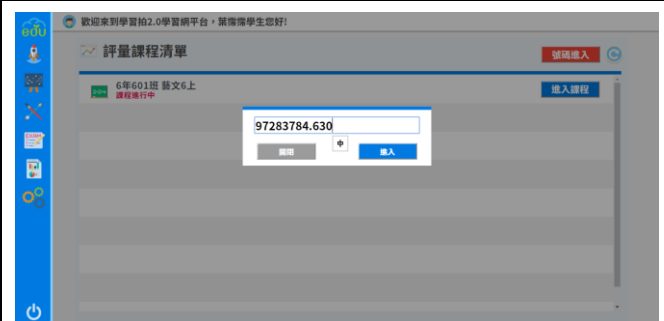 edu
歡迎來到學習拍2.0學習網平台，葉霈霈學生您好!
評量課程清單
號碼進入
6年601班 藝文6上
課程進行中
進入課程
97283784.630
中
關閉
進入